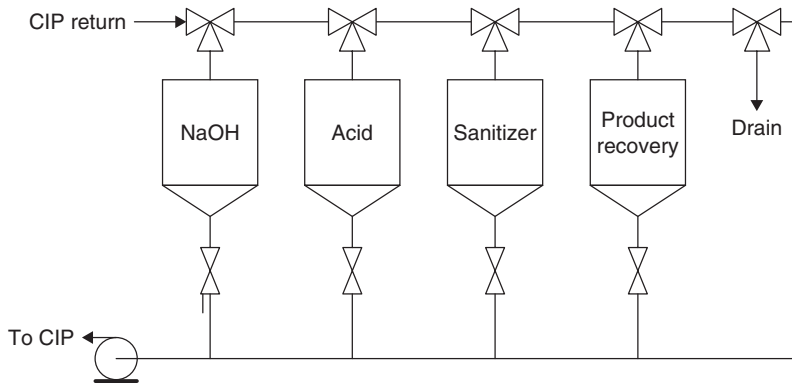 CIP return
NaOH
Acid
Sanitizer
Product
recovery
Drain
To CIP